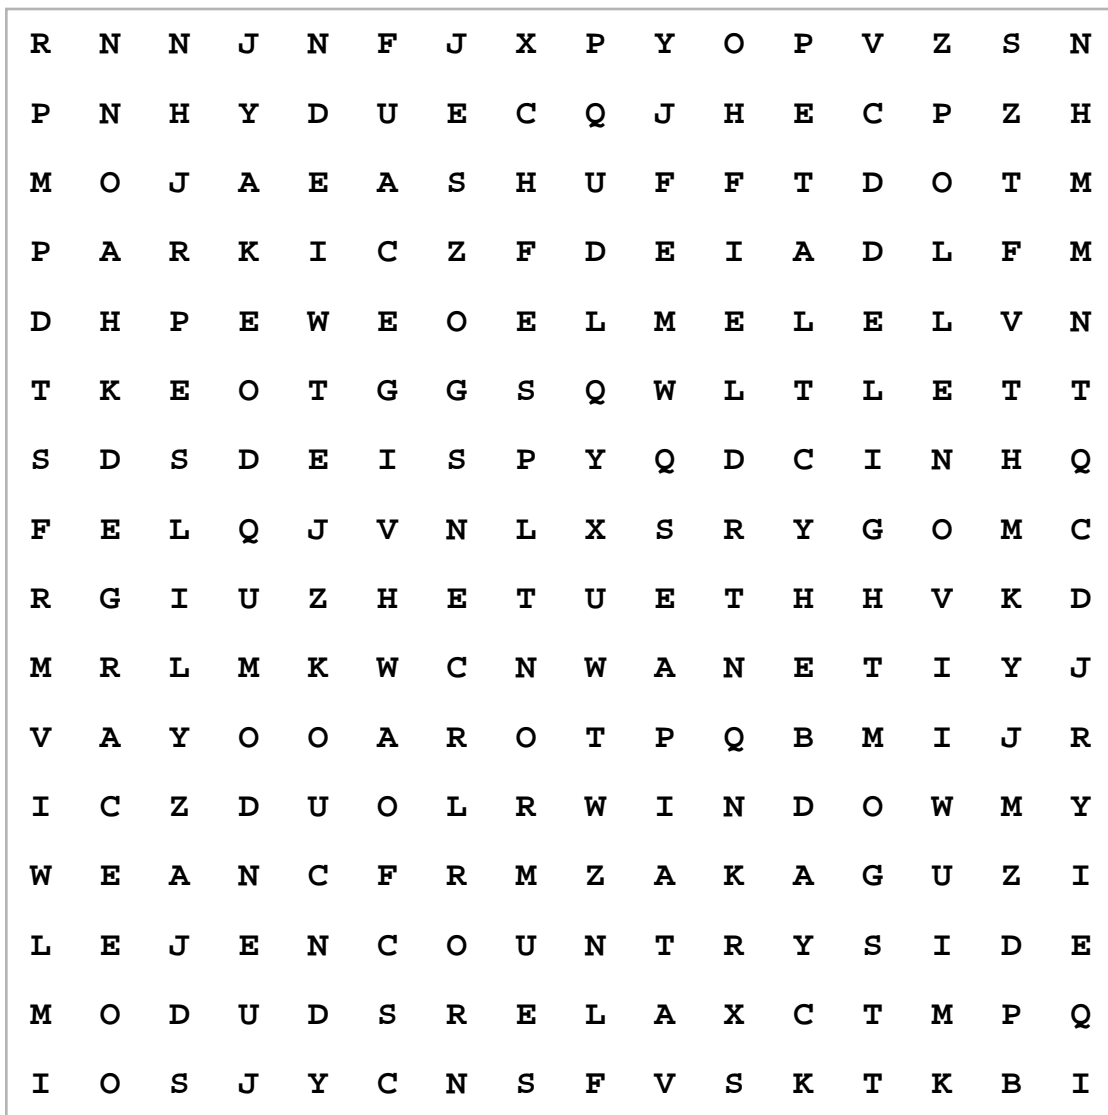 R N N J N F J X P Y O P V Z S N
P N H Y D U E C Q J H E C P Z H
M O J A E A S H U F F T D O T M
P A R K I C Z F D E I A D L F M
D H P E W E O E L M E L E L V N
T K E O T G G S Q W L T L E T T
S D S D E I S P Y Q D C I N H Q
F E L Q J V N L X S R Y G O M C
R G I U Z H E T U E T H H V K D
M R L M K W C N W A N E T I Y J
V A Y O O A R O T P Q B M I J R
I C Z D U O L R W I N D O W M Y
W E A N C F R M Z A K A G U Z I
L E J E N C O U N T R Y S I D E
M O D U D S R E L A X C T M P Q
I O S J Y C N S F V S K T K B I